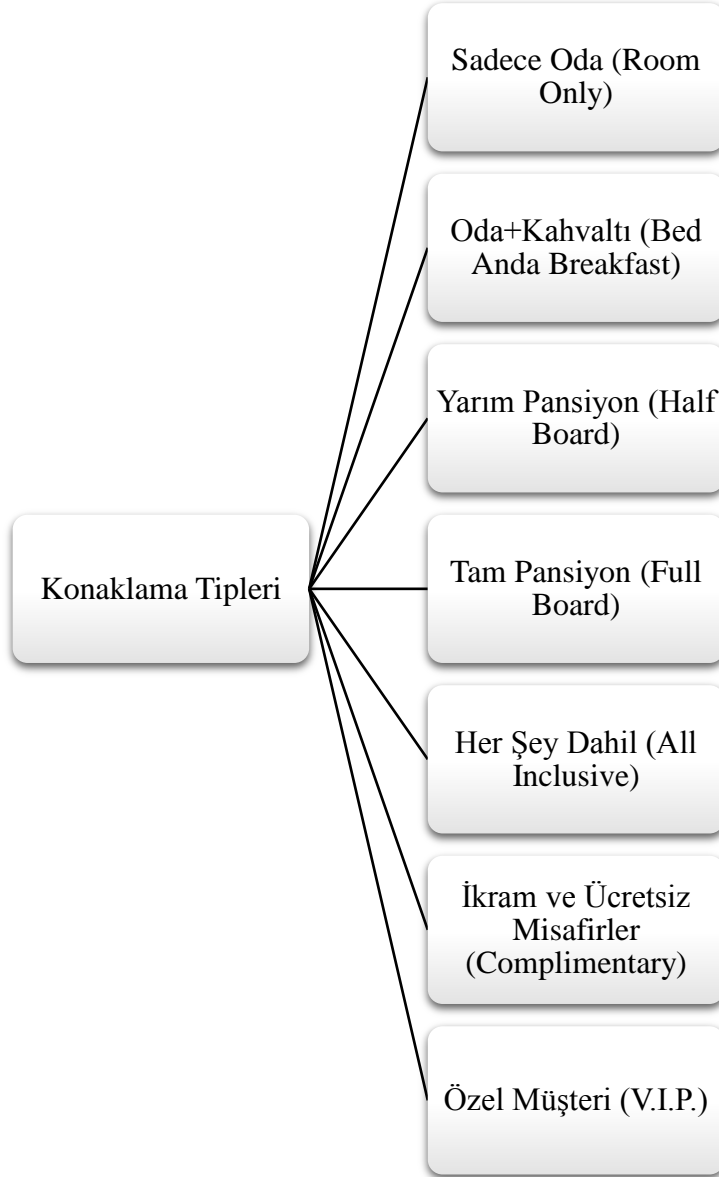 Sadece Oda (Room
Only)
Oda+Kahvaltı (Bed
Anda Breakfast)
Yarım Pansiyon (Half
Board)
Konaklama Tipleri
Tam Pansiyon (Full
Board)
Her Şey Dahil (All
Inclusive)
İkram ve Ücretsiz
Misafirler
(Complimentary)
Özel Müşteri (V.I.P.)